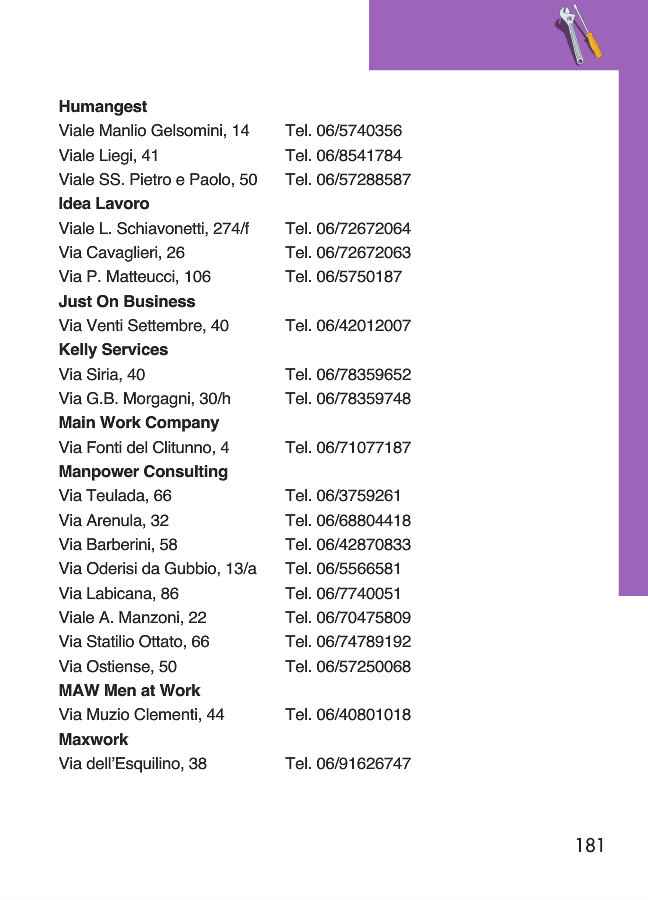 Humangest
Viale Manlio Gelsomini, 14 Tel. 06/5740356
Viale Liegi, 41 Tel. 06/8541784
Viale SS. Pietro e Paolo, 50 Tel. 06/57288587
Idea Lavoro
Viale L. Schiavonetti, 274/f Tel. 06/72672064
Via Cavaglieri, 26 Tel. 06/72672063
Via P. Matteucci, 106 Tel. 06/5750187
Just On Business
Via Venti Settembre, 40 Tel. 06/42012007
Kelly Services
Via Siria, 40 Tel. 06/78359652
Via G.B. Morgagni, 30/h Tel. 06/78359748
Main Work Company
Via Fonti del Clitunno, 4 Tel. 06/71077187
Manpower Consulting
Via Teulada, 66 Tel. 06/3759261
Via Arenula, 32 Tel. 06/68804418
Via Barberini, 58 Tel. 06/42870833
Via Oderisi da Gubbio, 13/a Tel. 06/5566581
Via Labicana, 86 Tel. 06/7740051
Viale A. Manzoni, 22 Tel. 06/70475809
Via Statilio Ottato, 66 Tel. 06/74789192
Via Ostiense, 50 Tel. 06/57250068
MAW Men at Work
Via Muzio Clementi, 44 Tel. 06/40801018
Maxwork
Via dell’Esquilino, 38 Tel. 06/91626747
181